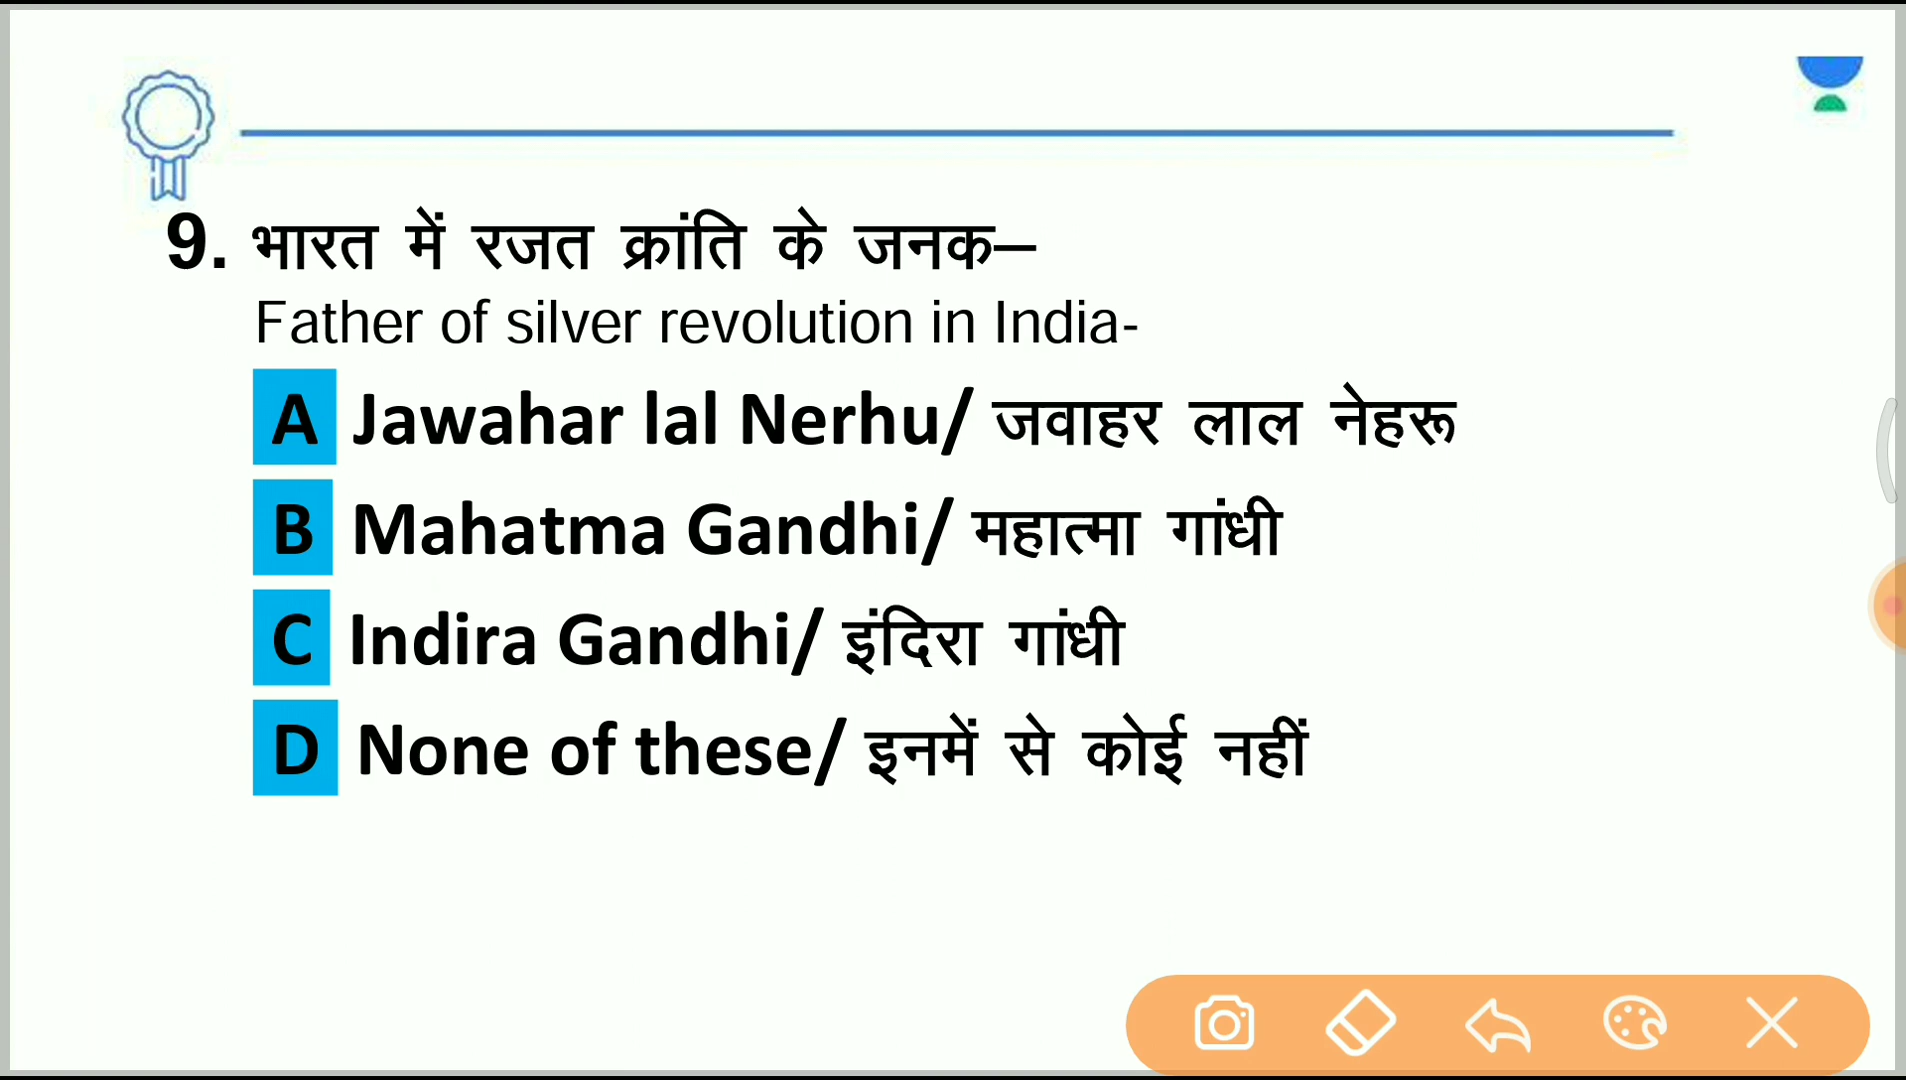 9. भारत में रजत क्रांति के जनक–
Father of silver revolution in India-
A Jawahar lal Nerhu/ जवाहर लाल नेहरू
B Mahatma Gandhi/ महात्मा गांधी
C Indira Gandhi/ इंदिरा गांधी
D None of these/ इनमें से कोई नहीं